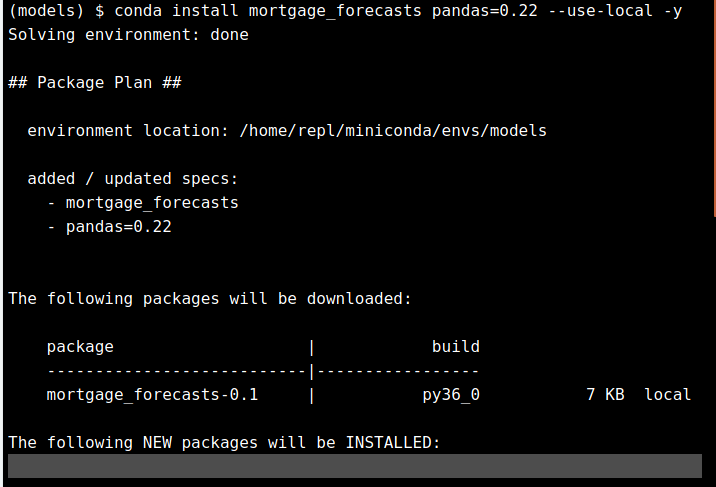 (models) $ conda install mortgage_forecasts pandas=0.22 --use-local -y
Solving environment: done
## Package Plan ##
environment location: /home/repl/miniconda/envs/models
added / updated specs:
- mortgage_forecasts
- pandas=0.22
The following packages will be downloaded:
package                    |            build
---------------------------|-----------------
mortgage_forecasts-0.1     |           py36_0           7 KB  local
The following NEW packages will be INSTALLED: